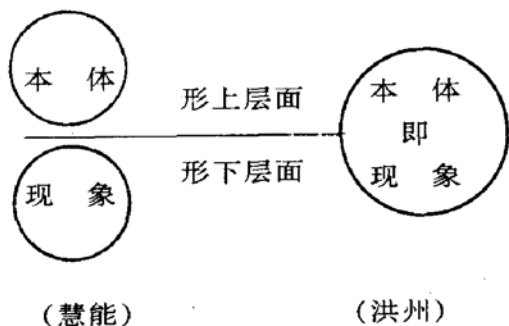 本 体
形上层面
本 体
即
形下层面
现 象
现 象
(慧能)
(洪州)